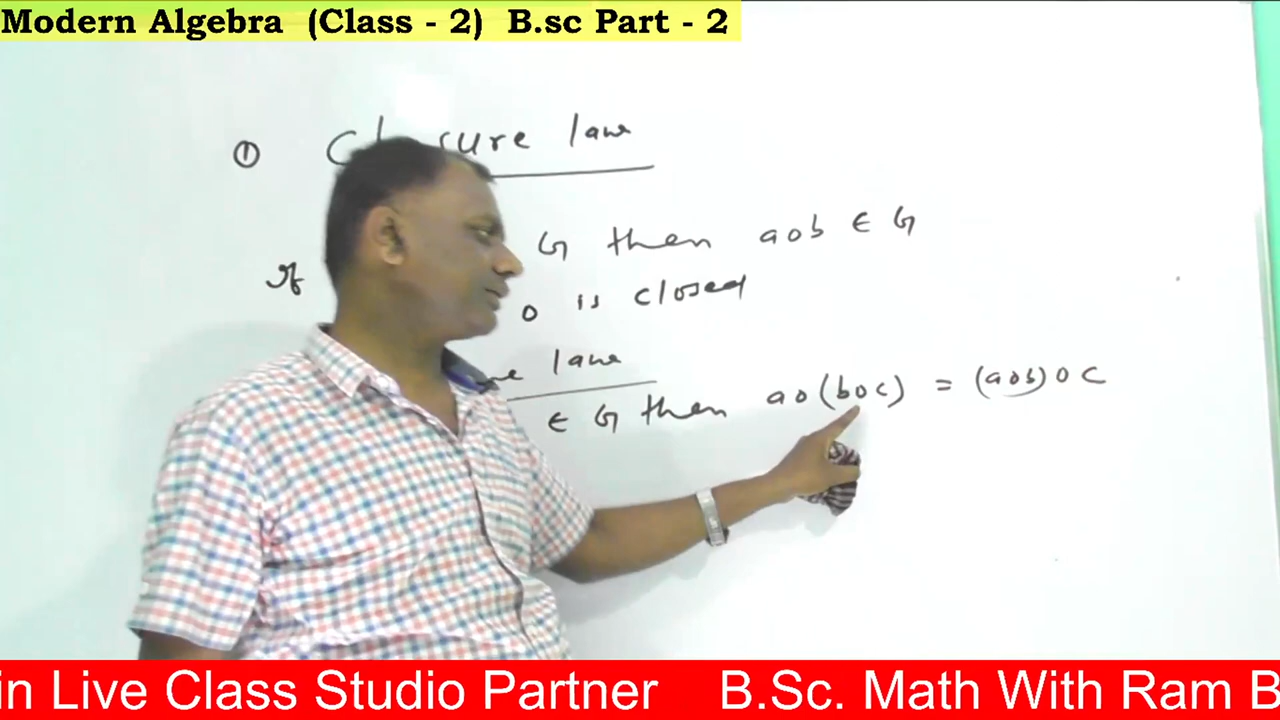 Modern Algebra (Class - 2) B.sc Part - 2
① law
If G then aob ∈ G
o is closed
law
∈ G then ao(boc) = (aob)oc
in Live Class Studio Partner B.Sc. Math With Ram B